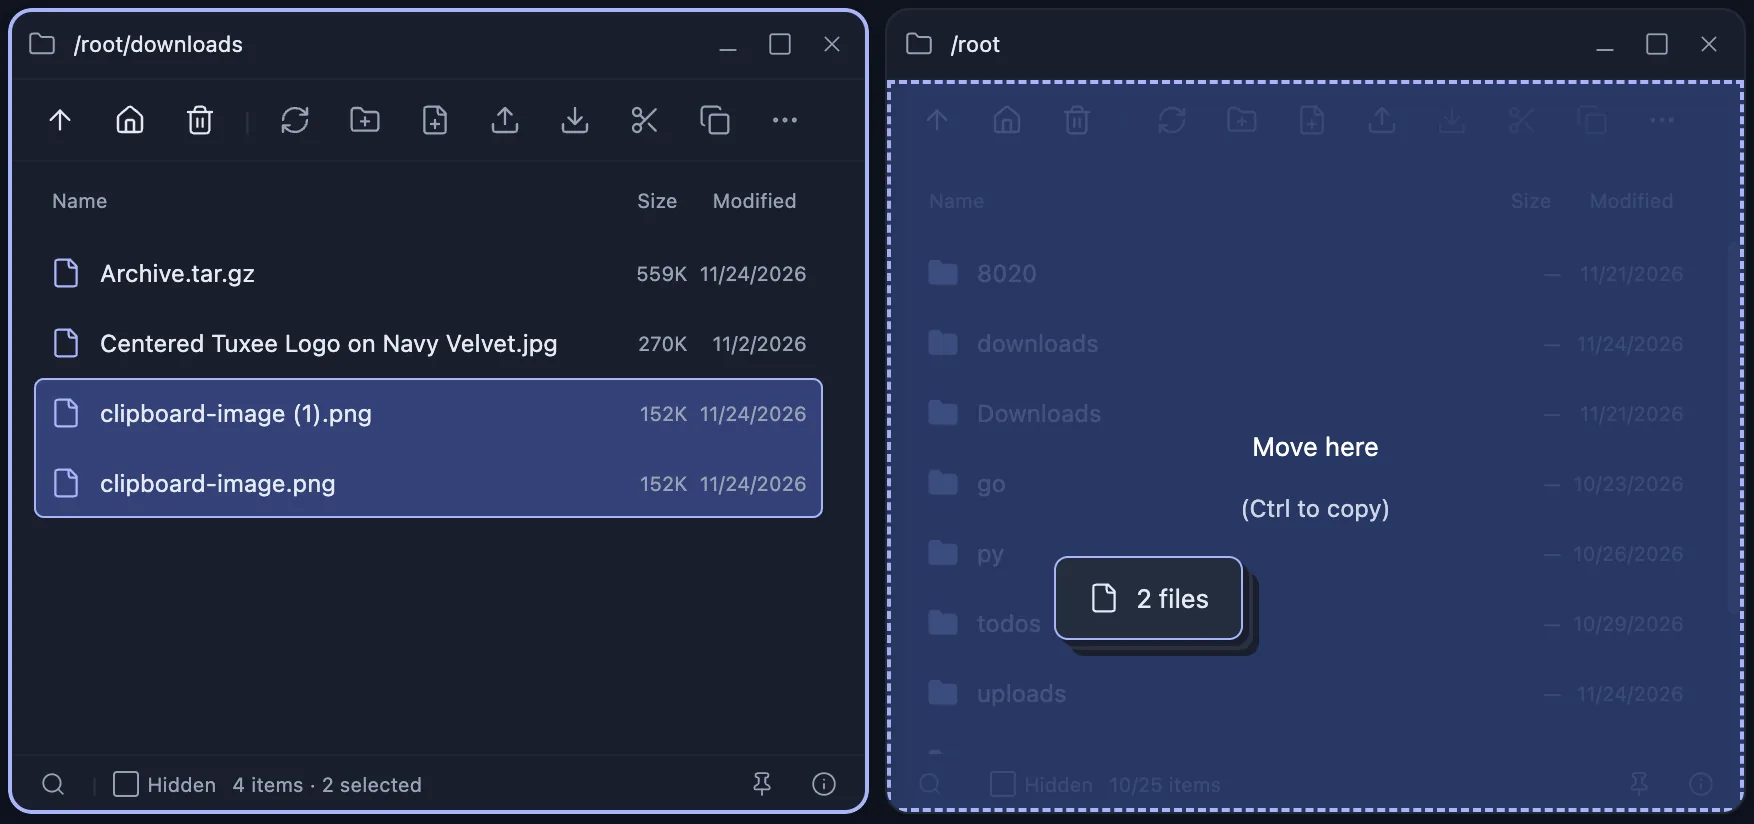 /root/downloads
Name Size Modified
Archive.tar.gz 559K 11/24/2026
Centered Tuxee Logo on Navy Velvet.jpg 270K 11/2/2026
clipboard-image (1).png 152K 11/24/2026
clipboard-image.png 152K 11/24/2026
Hidden 4 items · 2 selected
/root
Name Size Modified
8020 — 11/21/2026
downloads — 11/24/2026
Downloads — 11/21/2026
Move here
go — 10/23/2026
(Ctrl to copy)
py — 10/26/2026
2 files
todos — 10/29/2026
uploads — 11/24/2026
Hidden 10/25 items